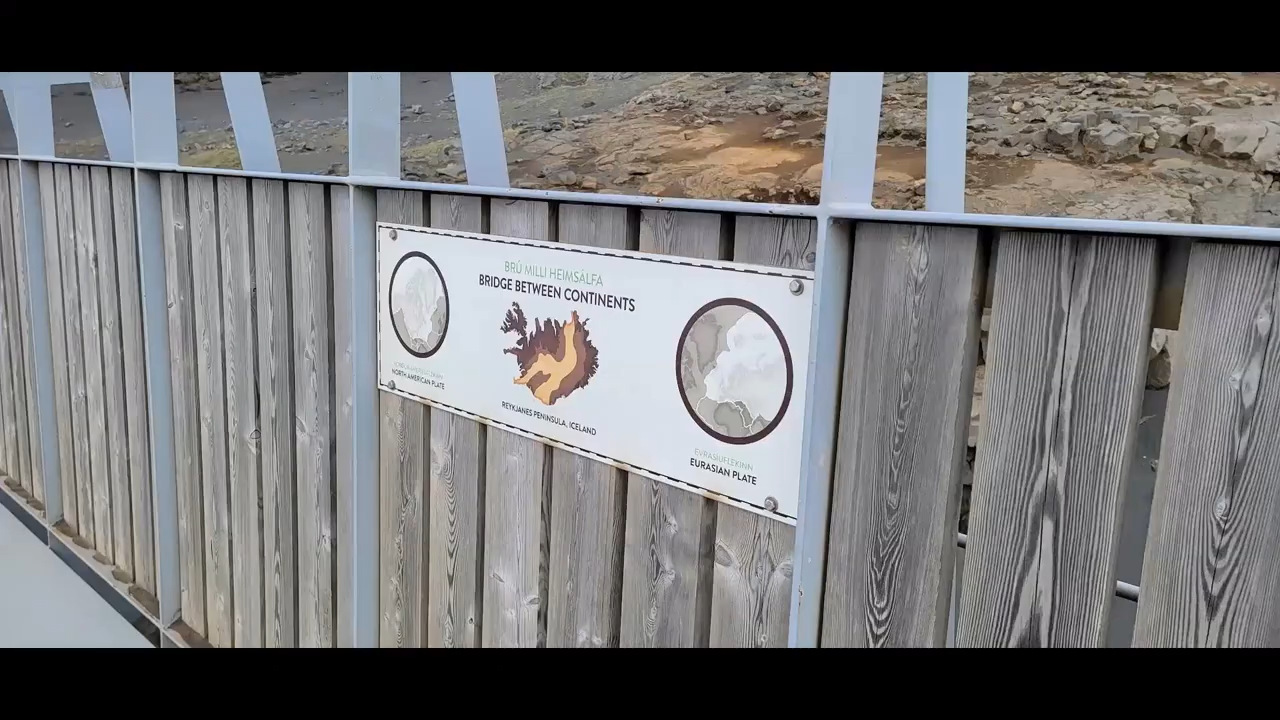 BRÚ MILLI HEIMSÁLFA
BRIDGE BETWEEN CONTINENTS
NORTH AMERICAN PLATE
REYKJANES PENINSULA, ICELAND
EVRASÍUFLEKINN
EURASIAN PLATE